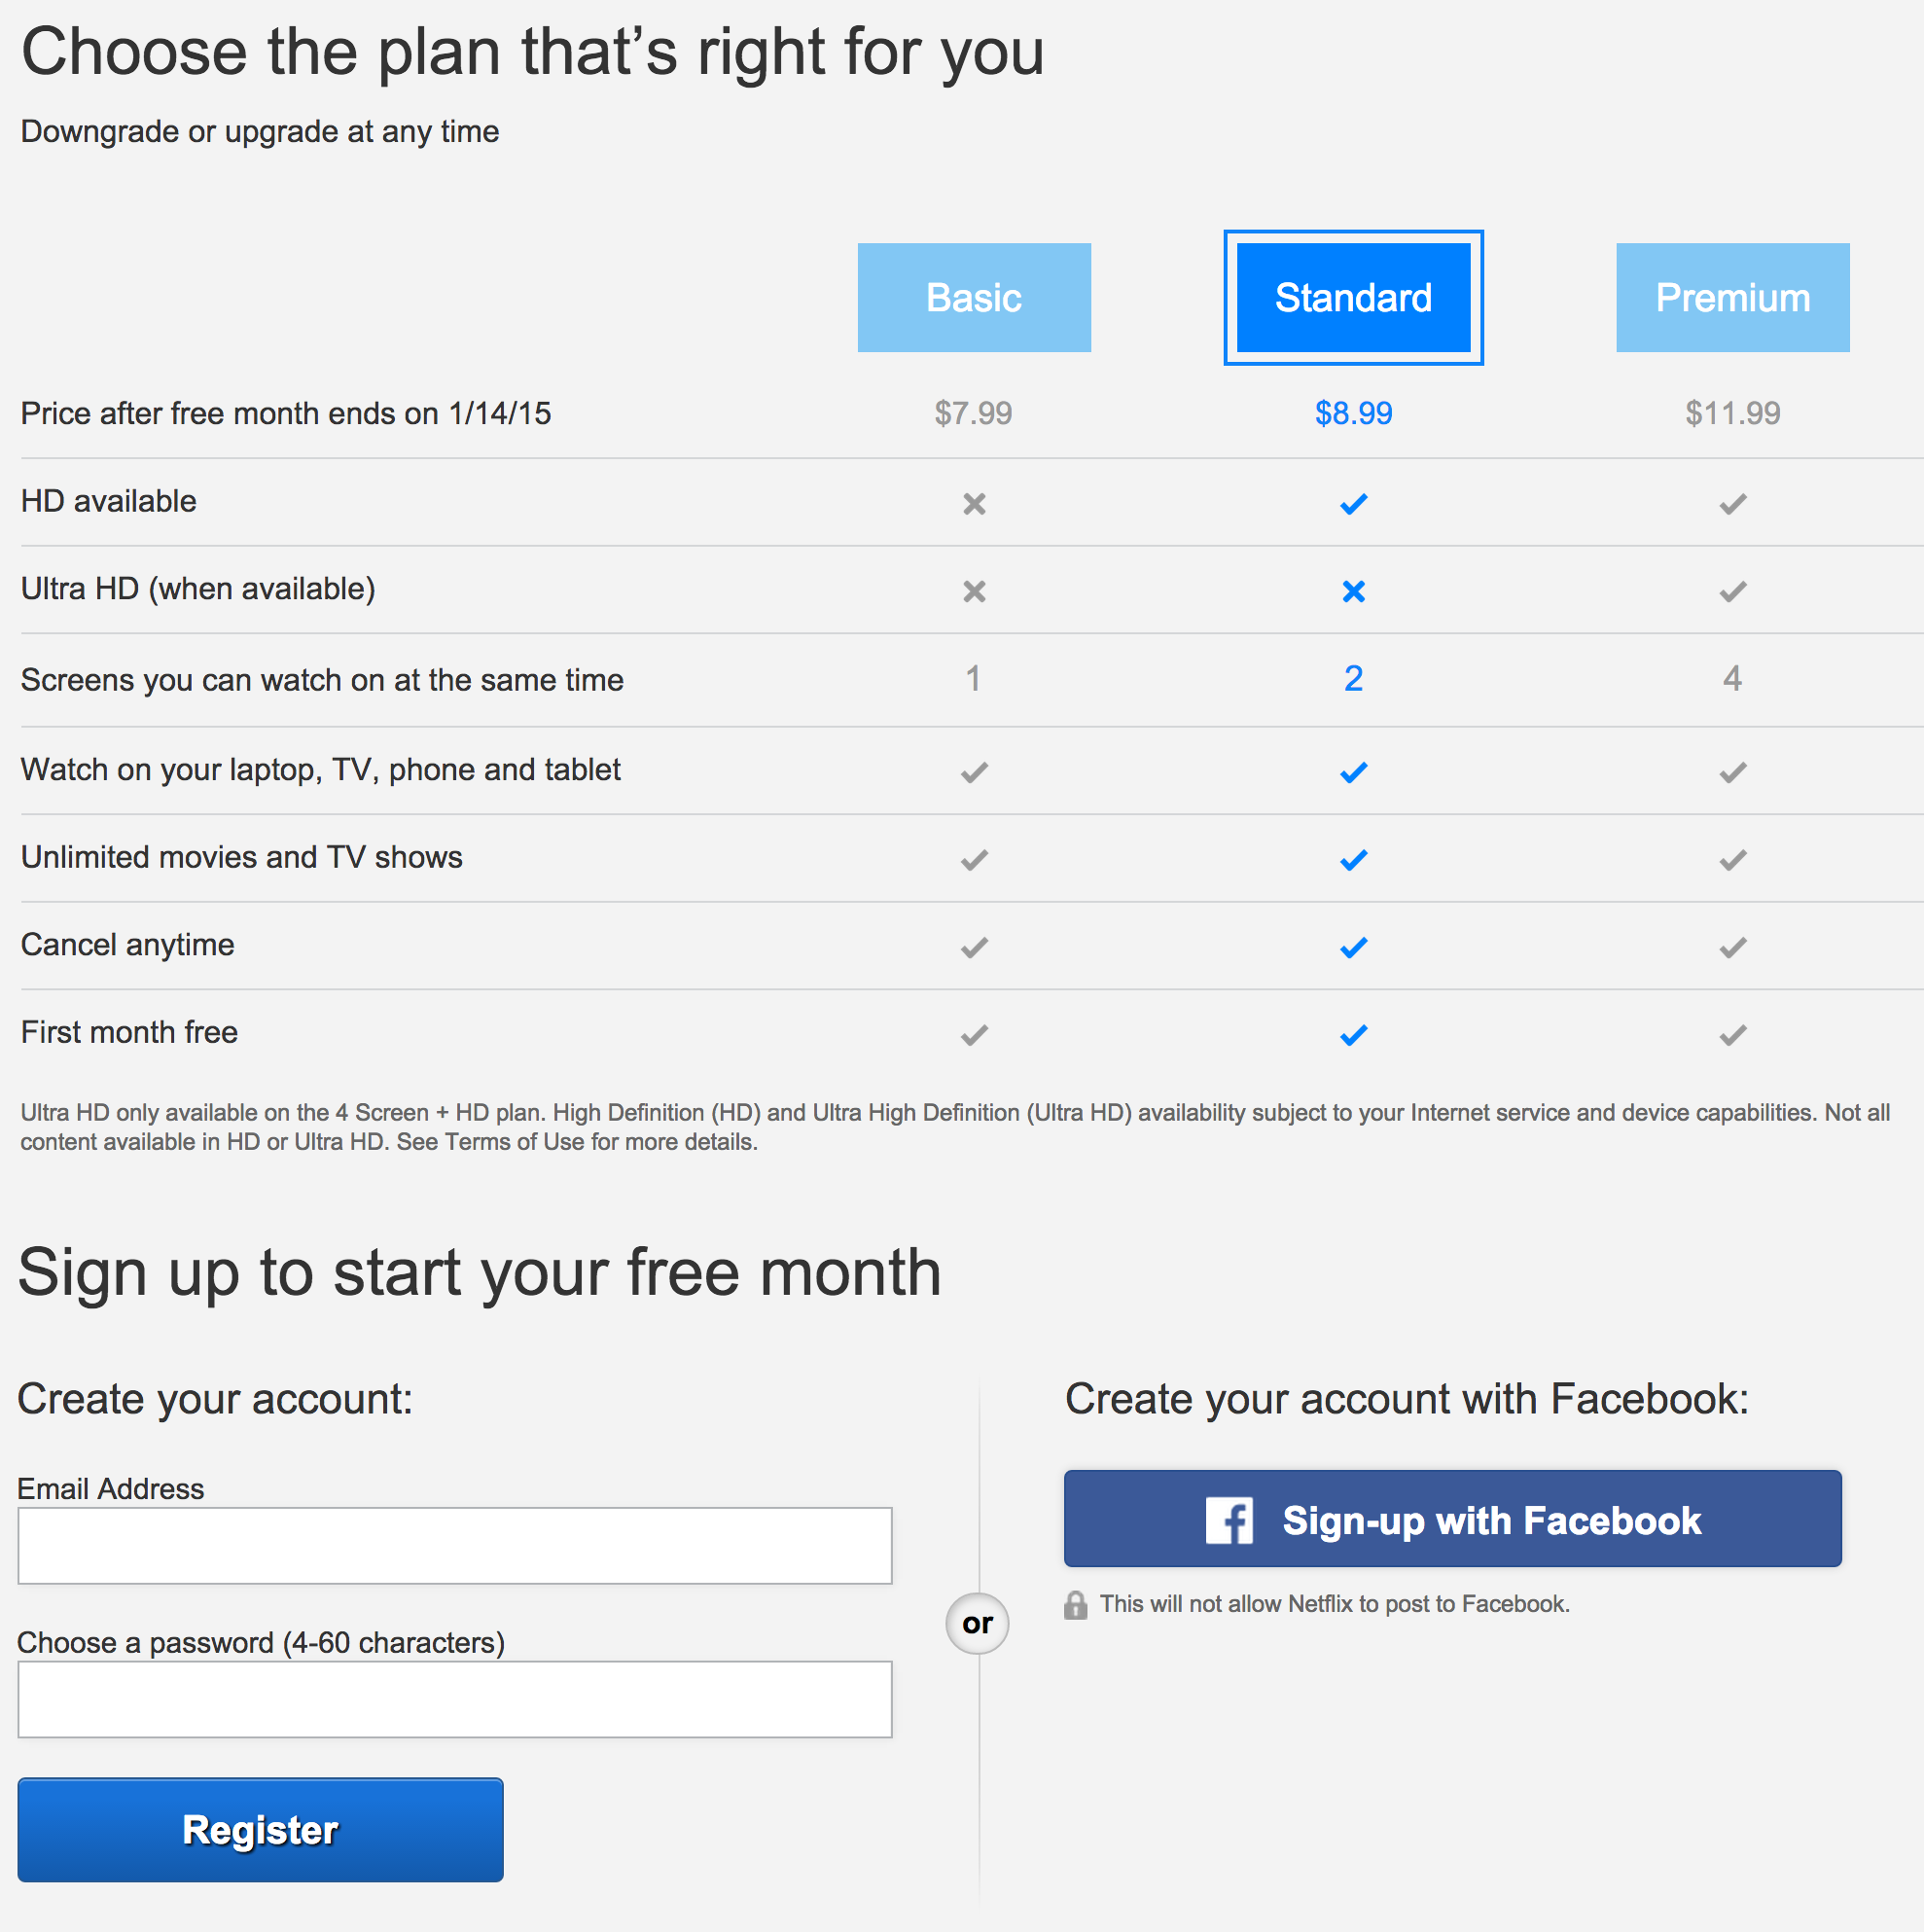 Choose the plan that’s right for you
Downgrade or upgrade at any time
Basic Standard Premium
Price after free month ends on 1/14/15 $7.99 $8.99 $11.99
HD available
Ultra HD (when available)
Screens you can watch on at the same time 1 2 4
Watch on your laptop, TV, phone and tablet
Unlimited movies and TV shows
Cancel anytime
First month free
Ultra HD only available on the 4 Screen + HD plan. High Definition (HD) and Ultra High Definition (Ultra HD) availability subject to your Internet service and device capabilities. Not all
content available in HD or Ultra HD. See Terms of Use for more details.
Sign up to start your free month
Create your account:
Email Address
Choose a password (4-60 characters)
Register
or
Create your account with Facebook:
Sign-up with Facebook
This will not allow Netflix to post to Facebook.